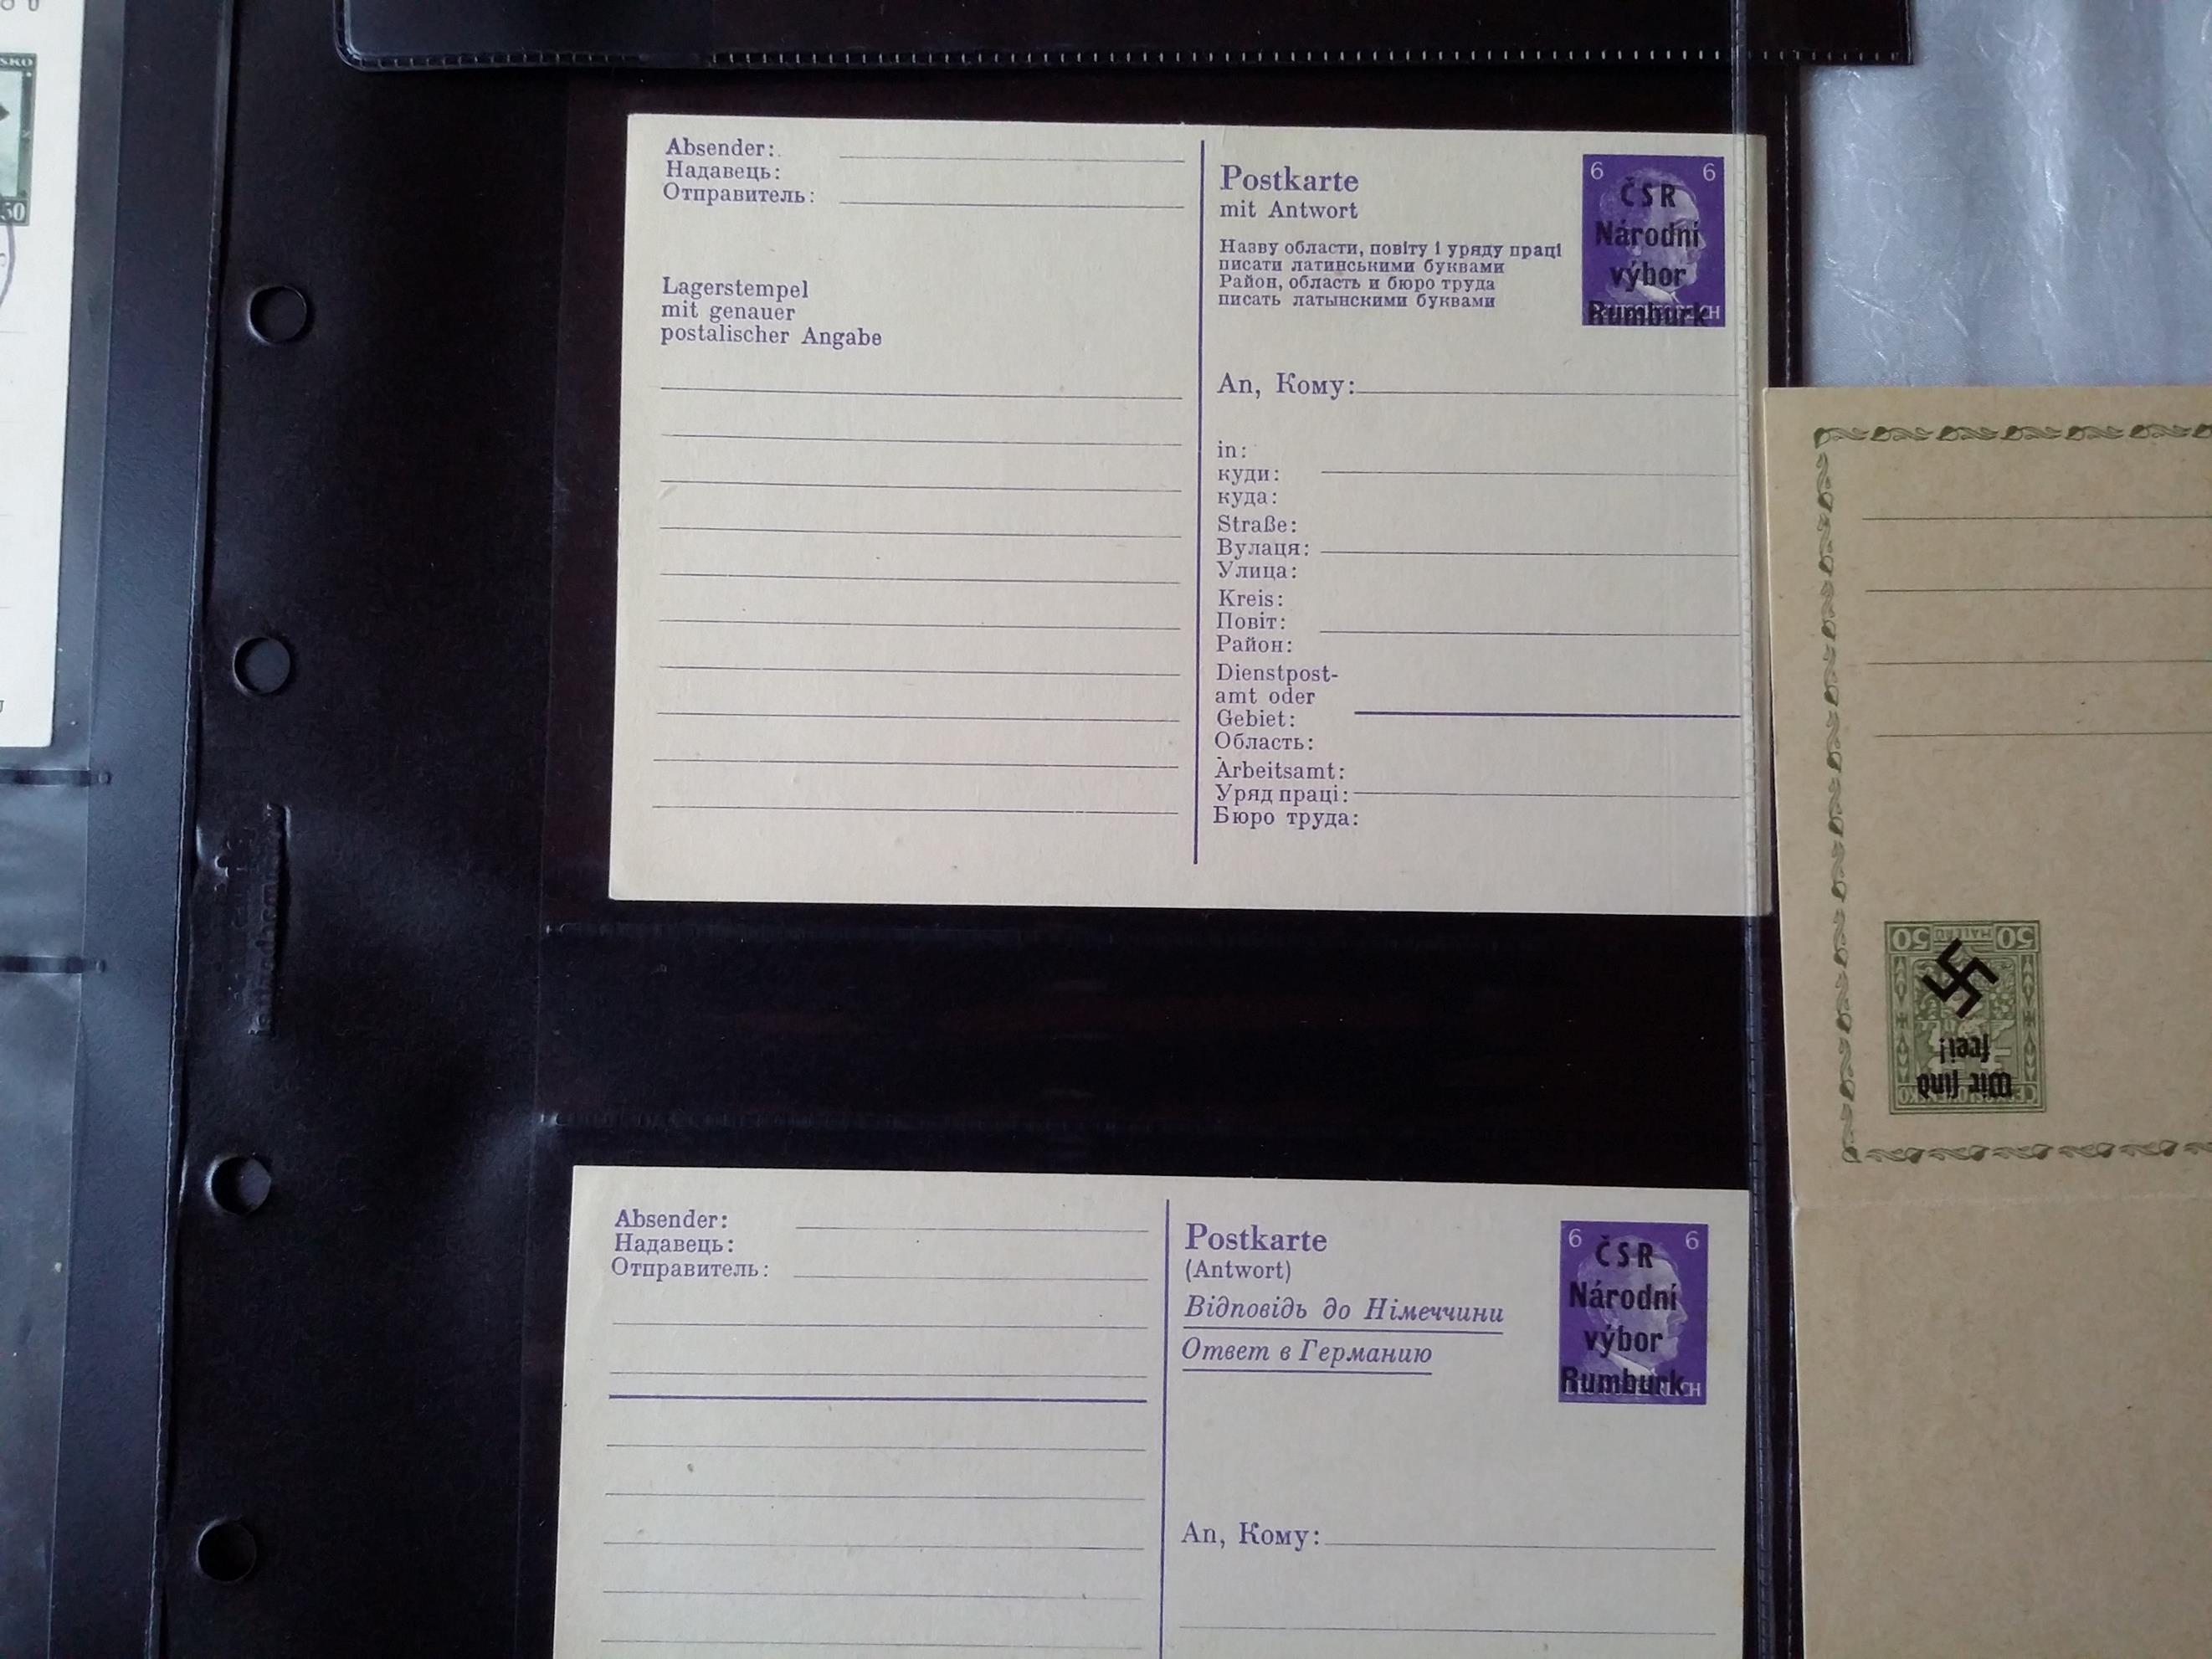 Absender:
Надавець:
Отправитель:
Lagerstempel
mit genauer
postalischer Angabe
Postkarte
mit Antwort
Назву области, повіту і уряду праці
писати латинськими буквами
Район, область и бюро труда
писать латынскими буквами
6 6
ČSR
Národní
výbor
Rumburk
An, Кому:
in:
куди:
куда:
Straße:
Вулаця:
Улица:
Kreis:
Повіт:
Район:
Dienstpost-
amt oder
Gebiet:
Область:
Arbeitsamt:
Уряд праці:
Бюро труда:
Absender:
Надавець:
Отправитель:
Postkarte
(Antwort)
Відповідь до Німеччини
Ответ в Германию
6 6
ČSR
Národní
výbor
Rumburk
An, Кому:
Wir sind
frei!
50 HALÉŘŮ 50
50